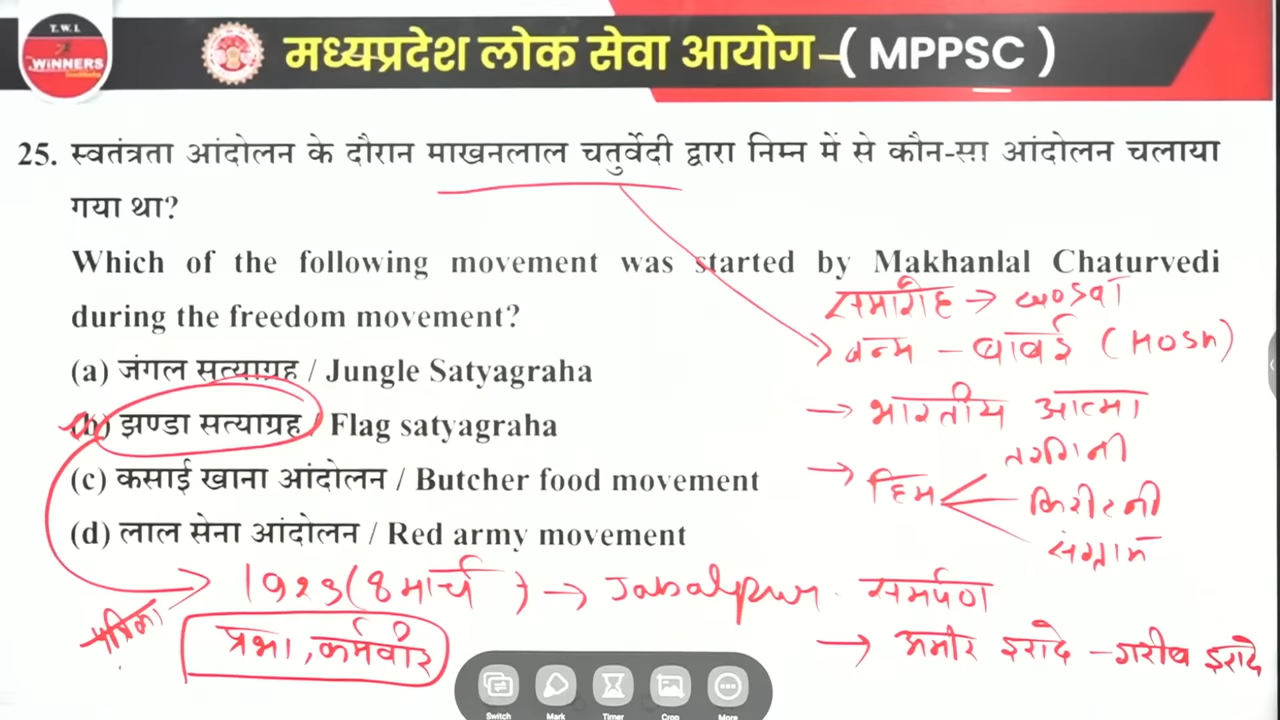 T.W.I.
WiNNERS
मध्यप्रदेश लोक सेवा आयोग–( MPPSC )
25. स्वतंत्रता आंदोलन के दौरान माखनलाल चतुर्वेदी द्वारा निम्न में से कौन-सा आंदोलन चलाया
गया था?
Which of the following movement was started by Makhanlal Chaturvedi
during the freedom movement?
समारोह → खण्डवा
जन्म – बाबई (Hosh)
(a) जंगल सत्याग्रह / Jungle Satyagraha
→ भारतीय आत्मा
(b) झण्डा सत्याग्रह / Flag satyagraha
(c) कसाई खाना आंदोलन / Butcher food movement
→ हिम
किरीटनी
(d) लाल सेना आंदोलन / Red army movement
1923 (8 मार्च) → Jabalpur
समर्पण
पत्रिका
प्रभा, कर्मवीर
→ अमीर इरादे – गरीब इरादे
Switch
Mark
Timer
Crop
More